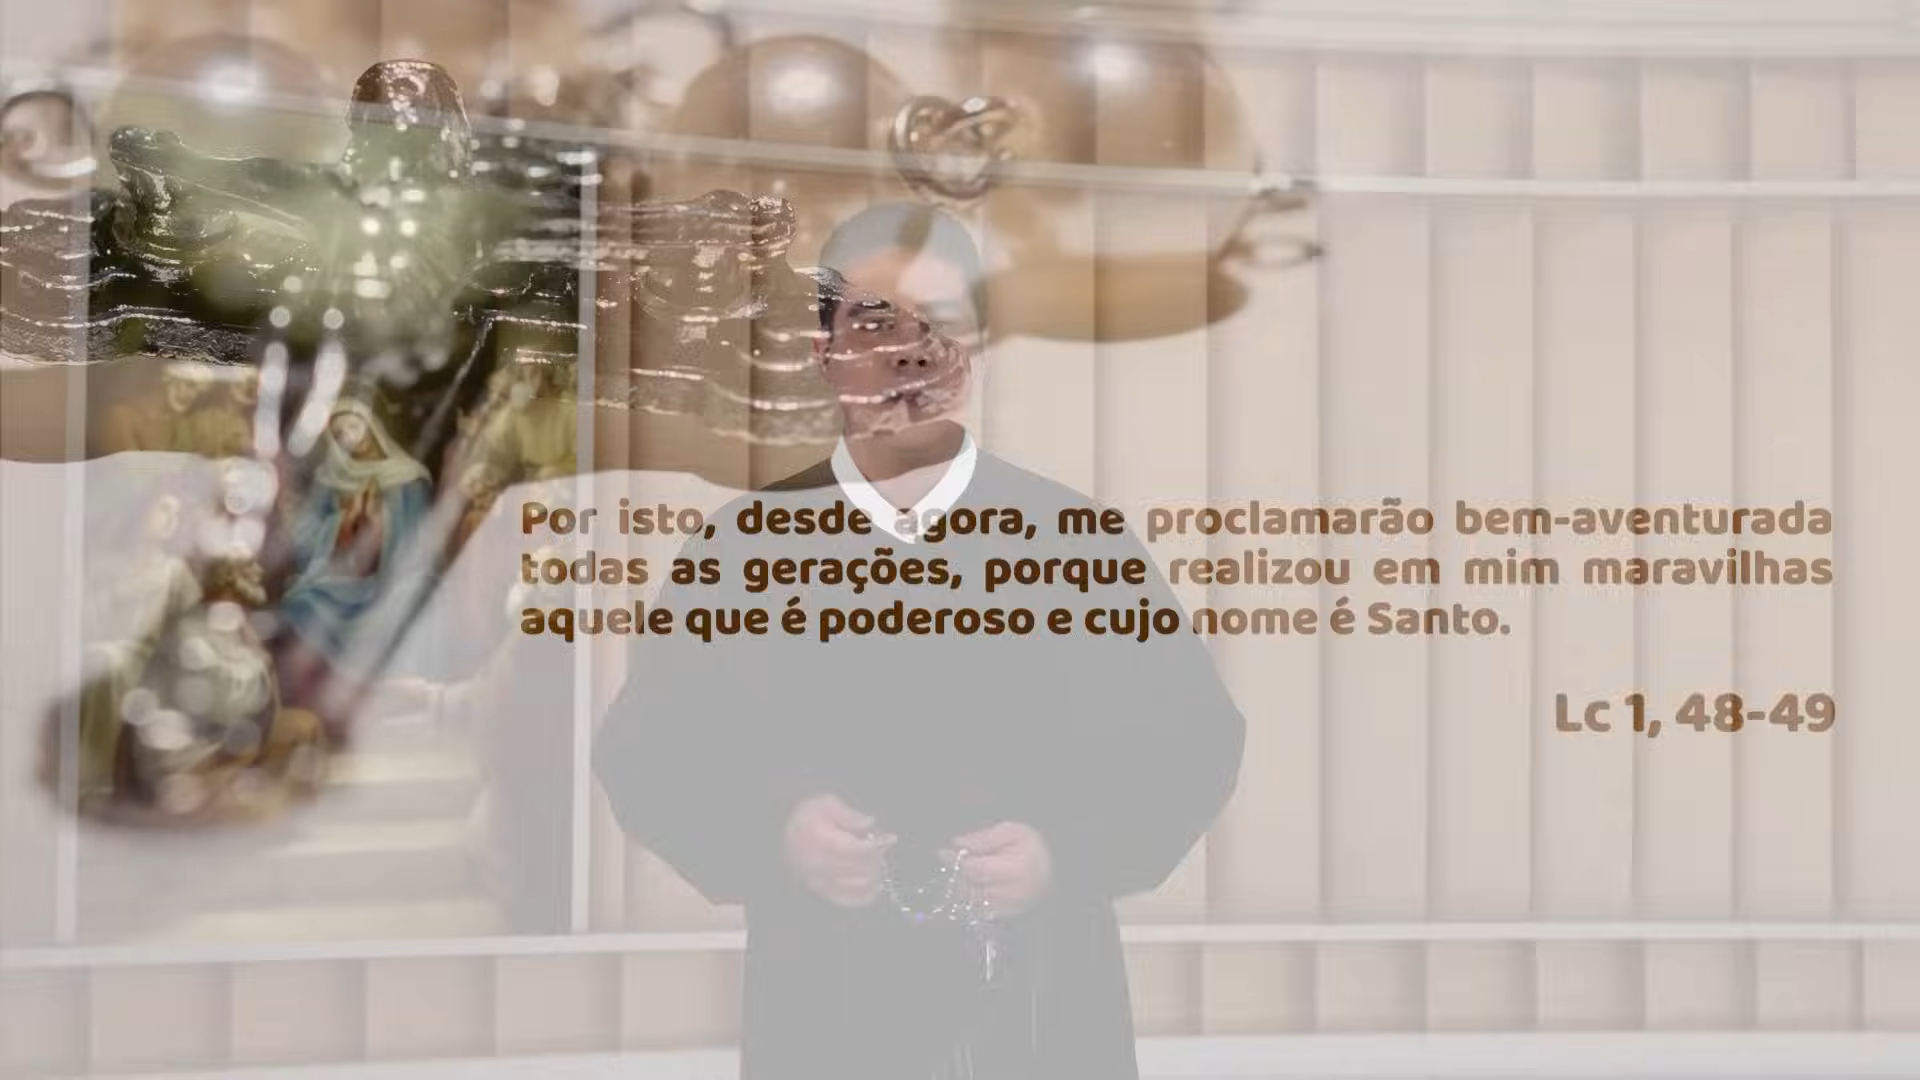 Por isto, desde agora, me proclamarão bem-aventurada
todas as gerações, porque realizou em mim maravilhas
aquele que é poderoso e cujo nome é Santo.
Lc 1, 48-49